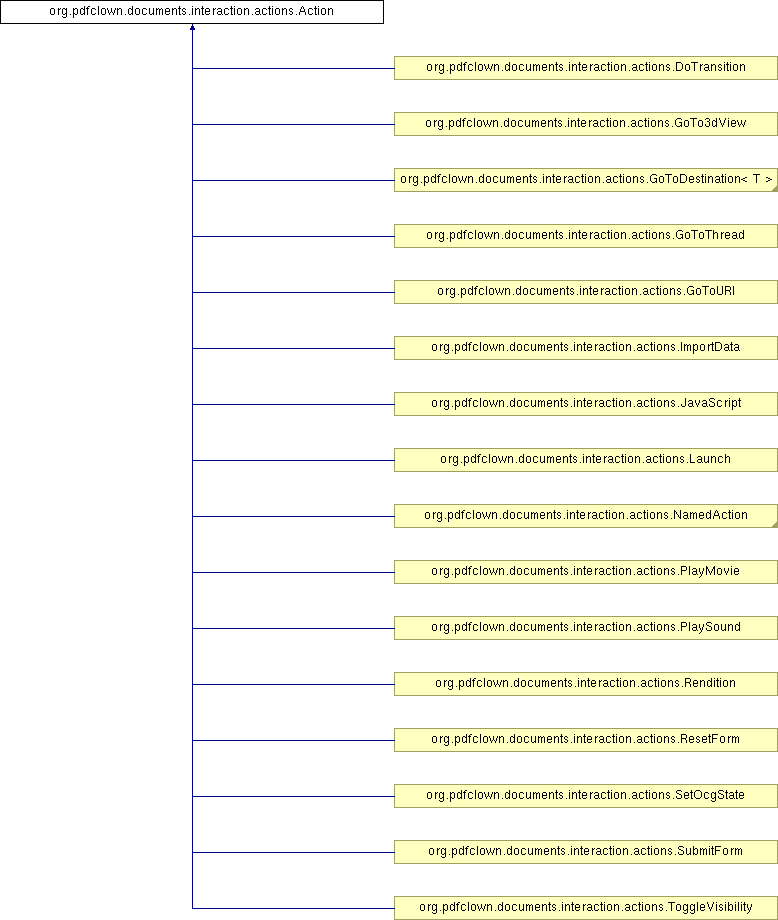 org.pdfclown.documents.interaction.actions.Action
org.pdfclown.documents.interaction.actions.DoTransition
org.pdfclown.documents.interaction.actions.GoTo3dView
org.pdfclown.documents.interaction.actions.GoToDestination< T >
org.pdfclown.documents.interaction.actions.GoToThread
org.pdfclown.documents.interaction.actions.GoToURI
org.pdfclown.documents.interaction.actions.ImportData
org.pdfclown.documents.interaction.actions.JavaScript
org.pdfclown.documents.interaction.actions.Launch
org.pdfclown.documents.interaction.actions.NamedAction
org.pdfclown.documents.interaction.actions.PlayMovie
org.pdfclown.documents.interaction.actions.PlaySound
org.pdfclown.documents.interaction.actions.Rendition
org.pdfclown.documents.interaction.actions.ResetForm
org.pdfclown.documents.interaction.actions.SetOcgState
org.pdfclown.documents.interaction.actions.SubmitForm
org.pdfclown.documents.interaction.actions.ToggleVisibility